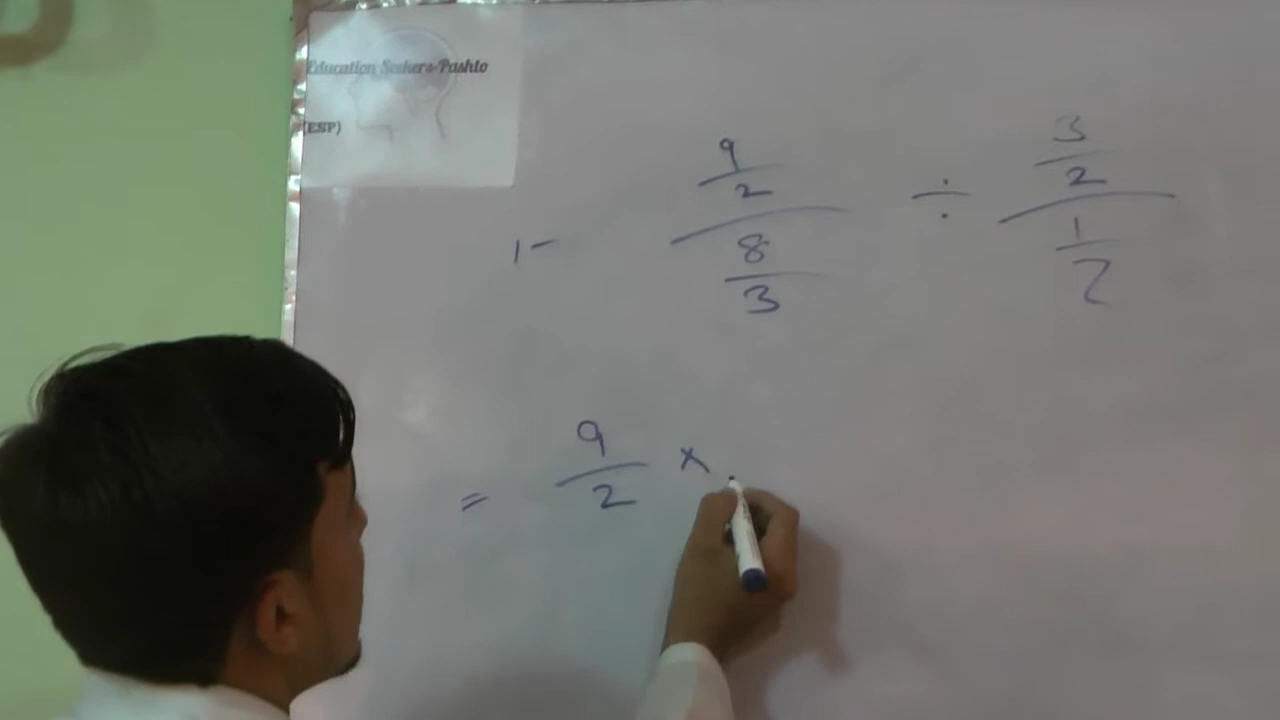 Education Seekers-Pashto
(ESP)
1- 9/2 / 8/3 ÷ 3/2 / 1/2
= 9/2 ×